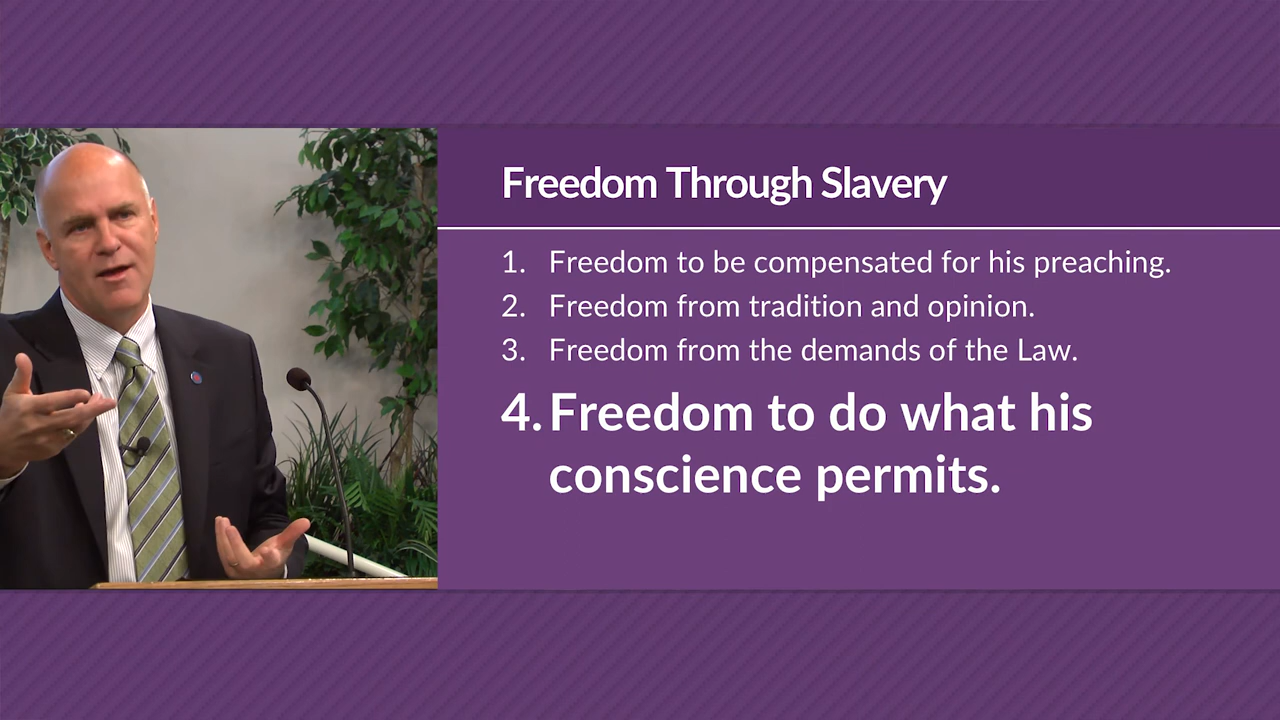 Freedom Through Slavery
1. Freedom to be compensated for his preaching.
2. Freedom from tradition and opinion.
3. Freedom from the demands of the Law.
4. Freedom to do what his
conscience permits.